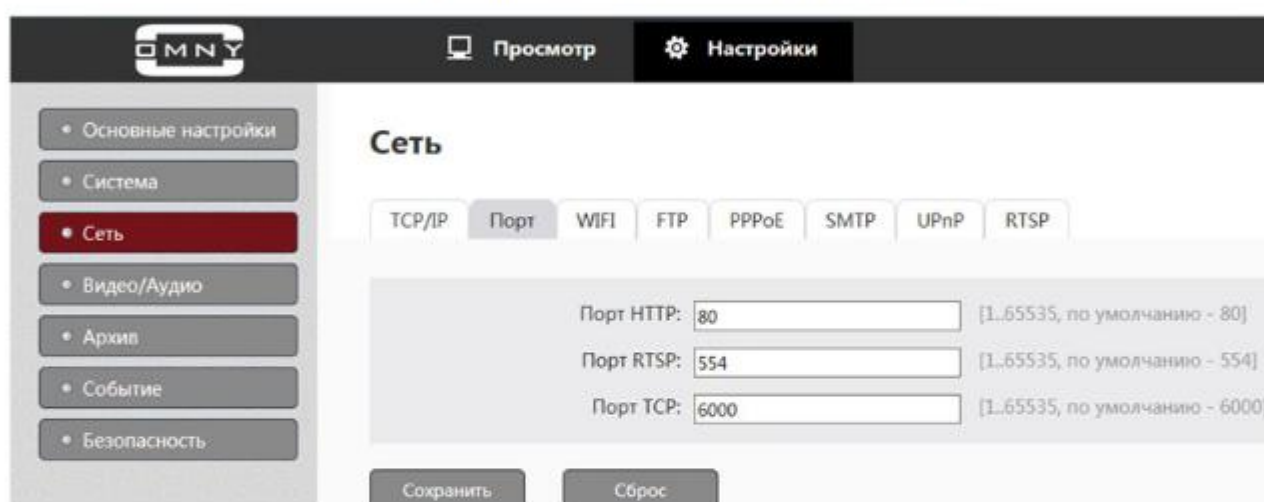 OMNY Просмотр Настройки
Основные настройки
Система
Сеть
Видео/Аудио
Архив
Событие
Безопасность
Сеть
TCP/IP Порт WIFI FTP PPPoE SMTP UPnP RTSP
Порт HTTP: 80 [1..65535, по умолчанию - 80]
Порт RTSP: 554 [1..65535, по умолчанию - 554]
Порт TCP: 6000 [1..65535, по умолчанию - 6000]
Сохранить Сброс